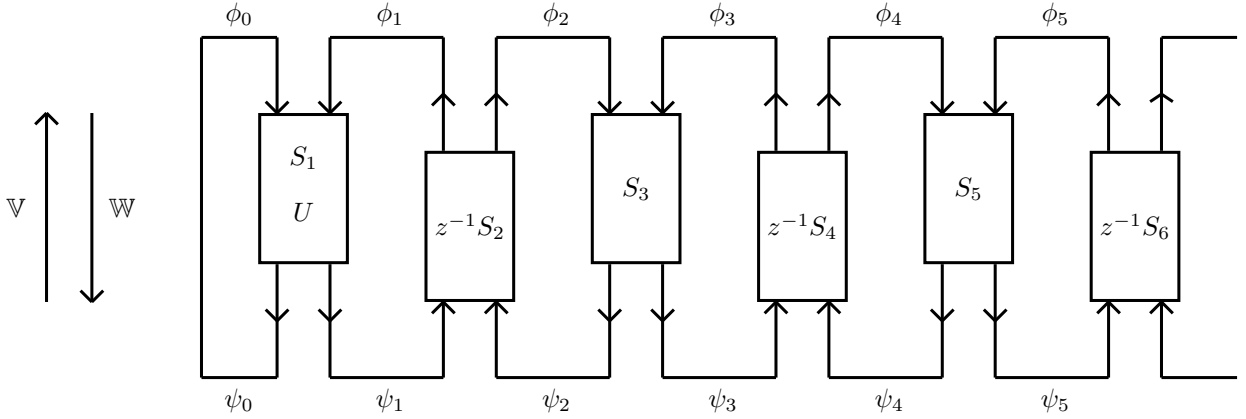 ϕ₀ ϕ₁ ϕ₂ ϕ₃ ϕ₄ ϕ₅
S₁
S₃
S₅
𝕍
𝕎
U
z⁻¹S₂
z⁻¹S₄
z⁻¹S₆
ψ₀ ψ₁ ψ₂ ψ₃ ψ₄ ψ₅